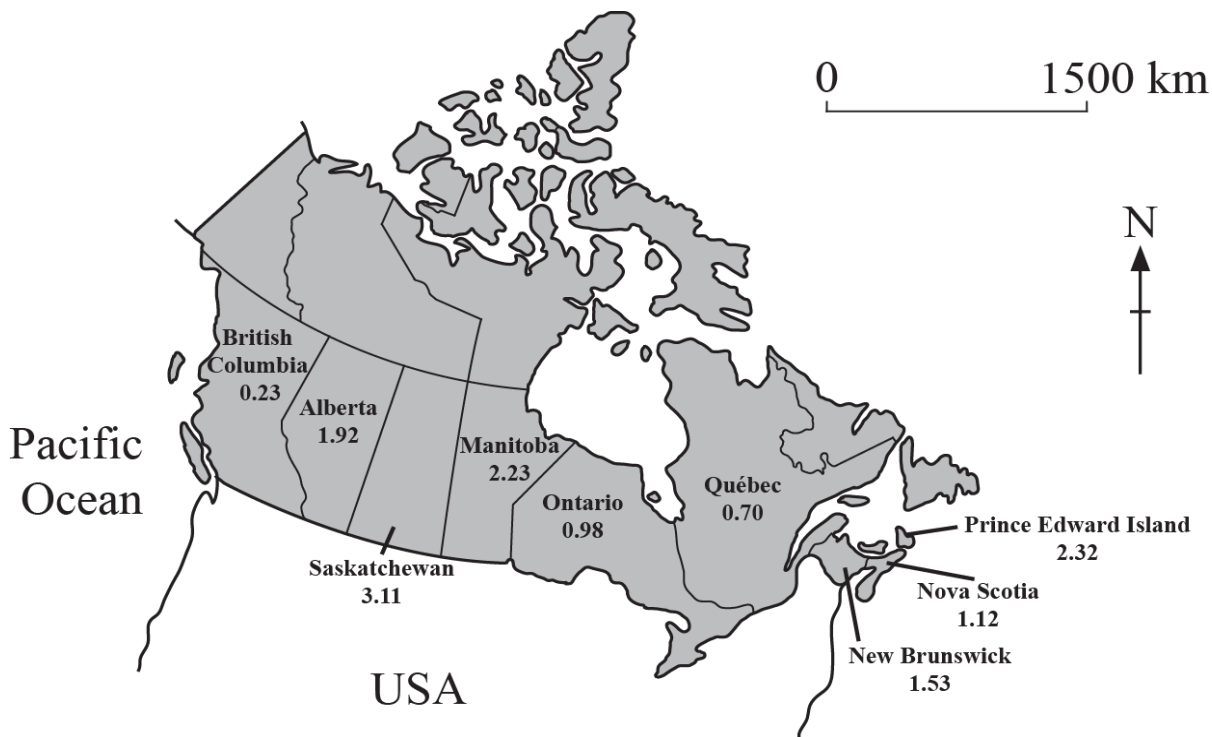 0 1500 km
N
British
Columbia
0.23
Alberta
1.92
Manitoba
2.23
Ontario
0.98
Québec
0.70
Pacific
Ocean
Prince Edward Island
2.32
Saskatchewan
3.11
Nova Scotia
1.12
New Brunswick
1.53
USA